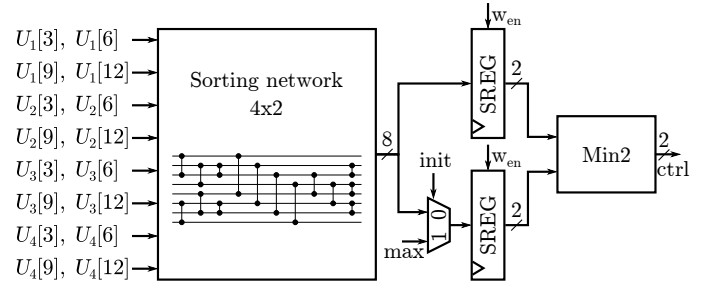 U₁[3], U₁[6]
U₁[9], U₁[12]
U₂[3], U₂[6]
U₂[9], U₂[12]
U₃[3], U₃[6]
U₃[9], U₃[12]
U₄[3], U₄[6]
U₄[9], U₄[12]
Sorting network
4x2
8
init
max
1 0
wen
SREG
2
wen
SREG
2
Min2
2
ctrl